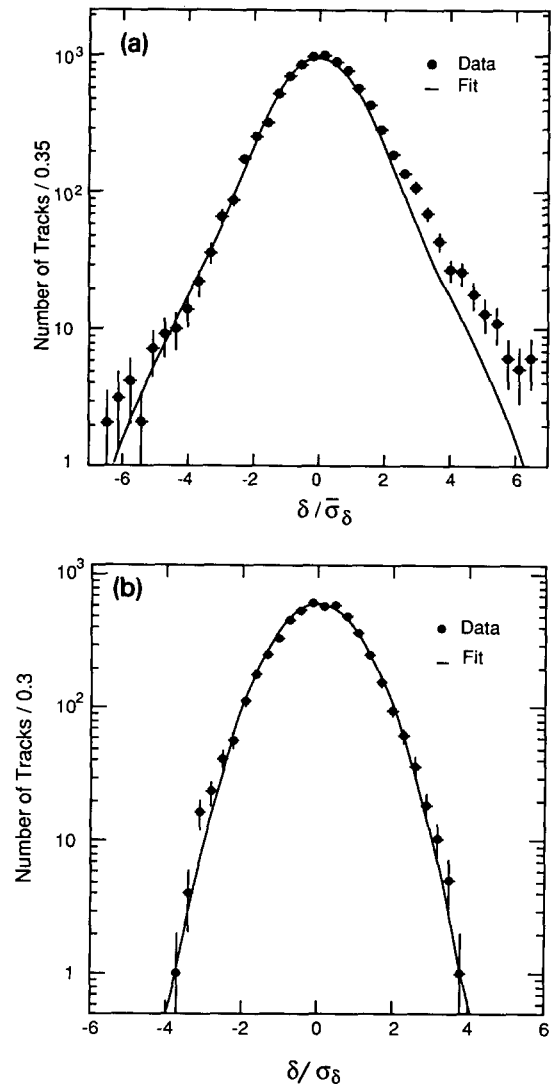 (a)
Data
Fit
10³
10²
10
1
Number of Tracks / 0.35
-6 -4 -2 0 2 4 6
δ / σ̄δ
(b)
Data
Fit
10³
10²
10
1
Number of Tracks / 0.3
-6 -4 -2 0 2 4 6
δ / σδ